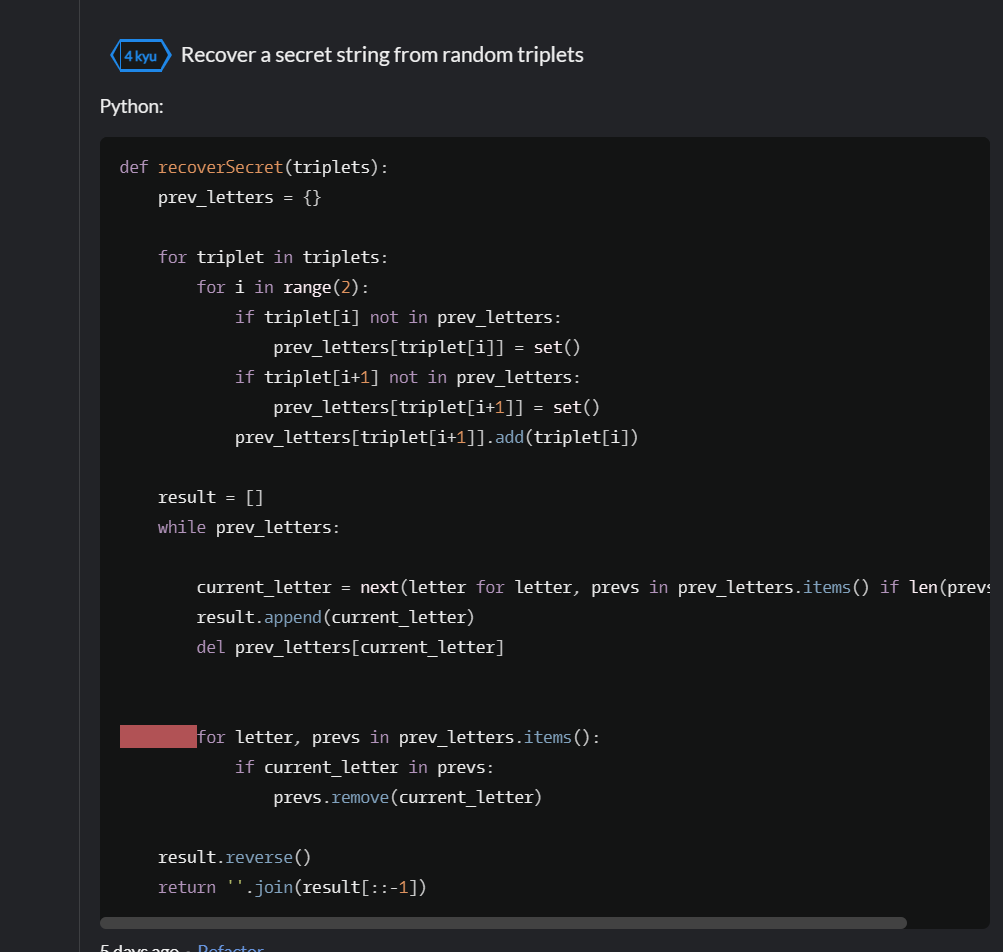 4 kyu Recover a secret string from random triplets
Python:
def recoverSecret(triplets):
    prev_letters = {}

    for triplet in triplets:
        for i in range(2):
            if triplet[i] not in prev_letters:
                prev_letters[triplet[i]] = set()
            if triplet[i+1] not in prev_letters:
                prev_letters[triplet[i+1]] = set()
            prev_letters[triplet[i+1]].add(triplet[i])

    result = []
    while prev_letters:

        current_letter = next(letter for letter, prevs in prev_letters.items() if len(prevs
        result.append(current_letter)
        del prev_letters[current_letter]


        for letter, prevs in prev_letters.items():
            if current_letter in prevs:
                prevs.remove(current_letter)

    result.reverse()
    return ''.join(result[::-1])
5 days ago · Refactor